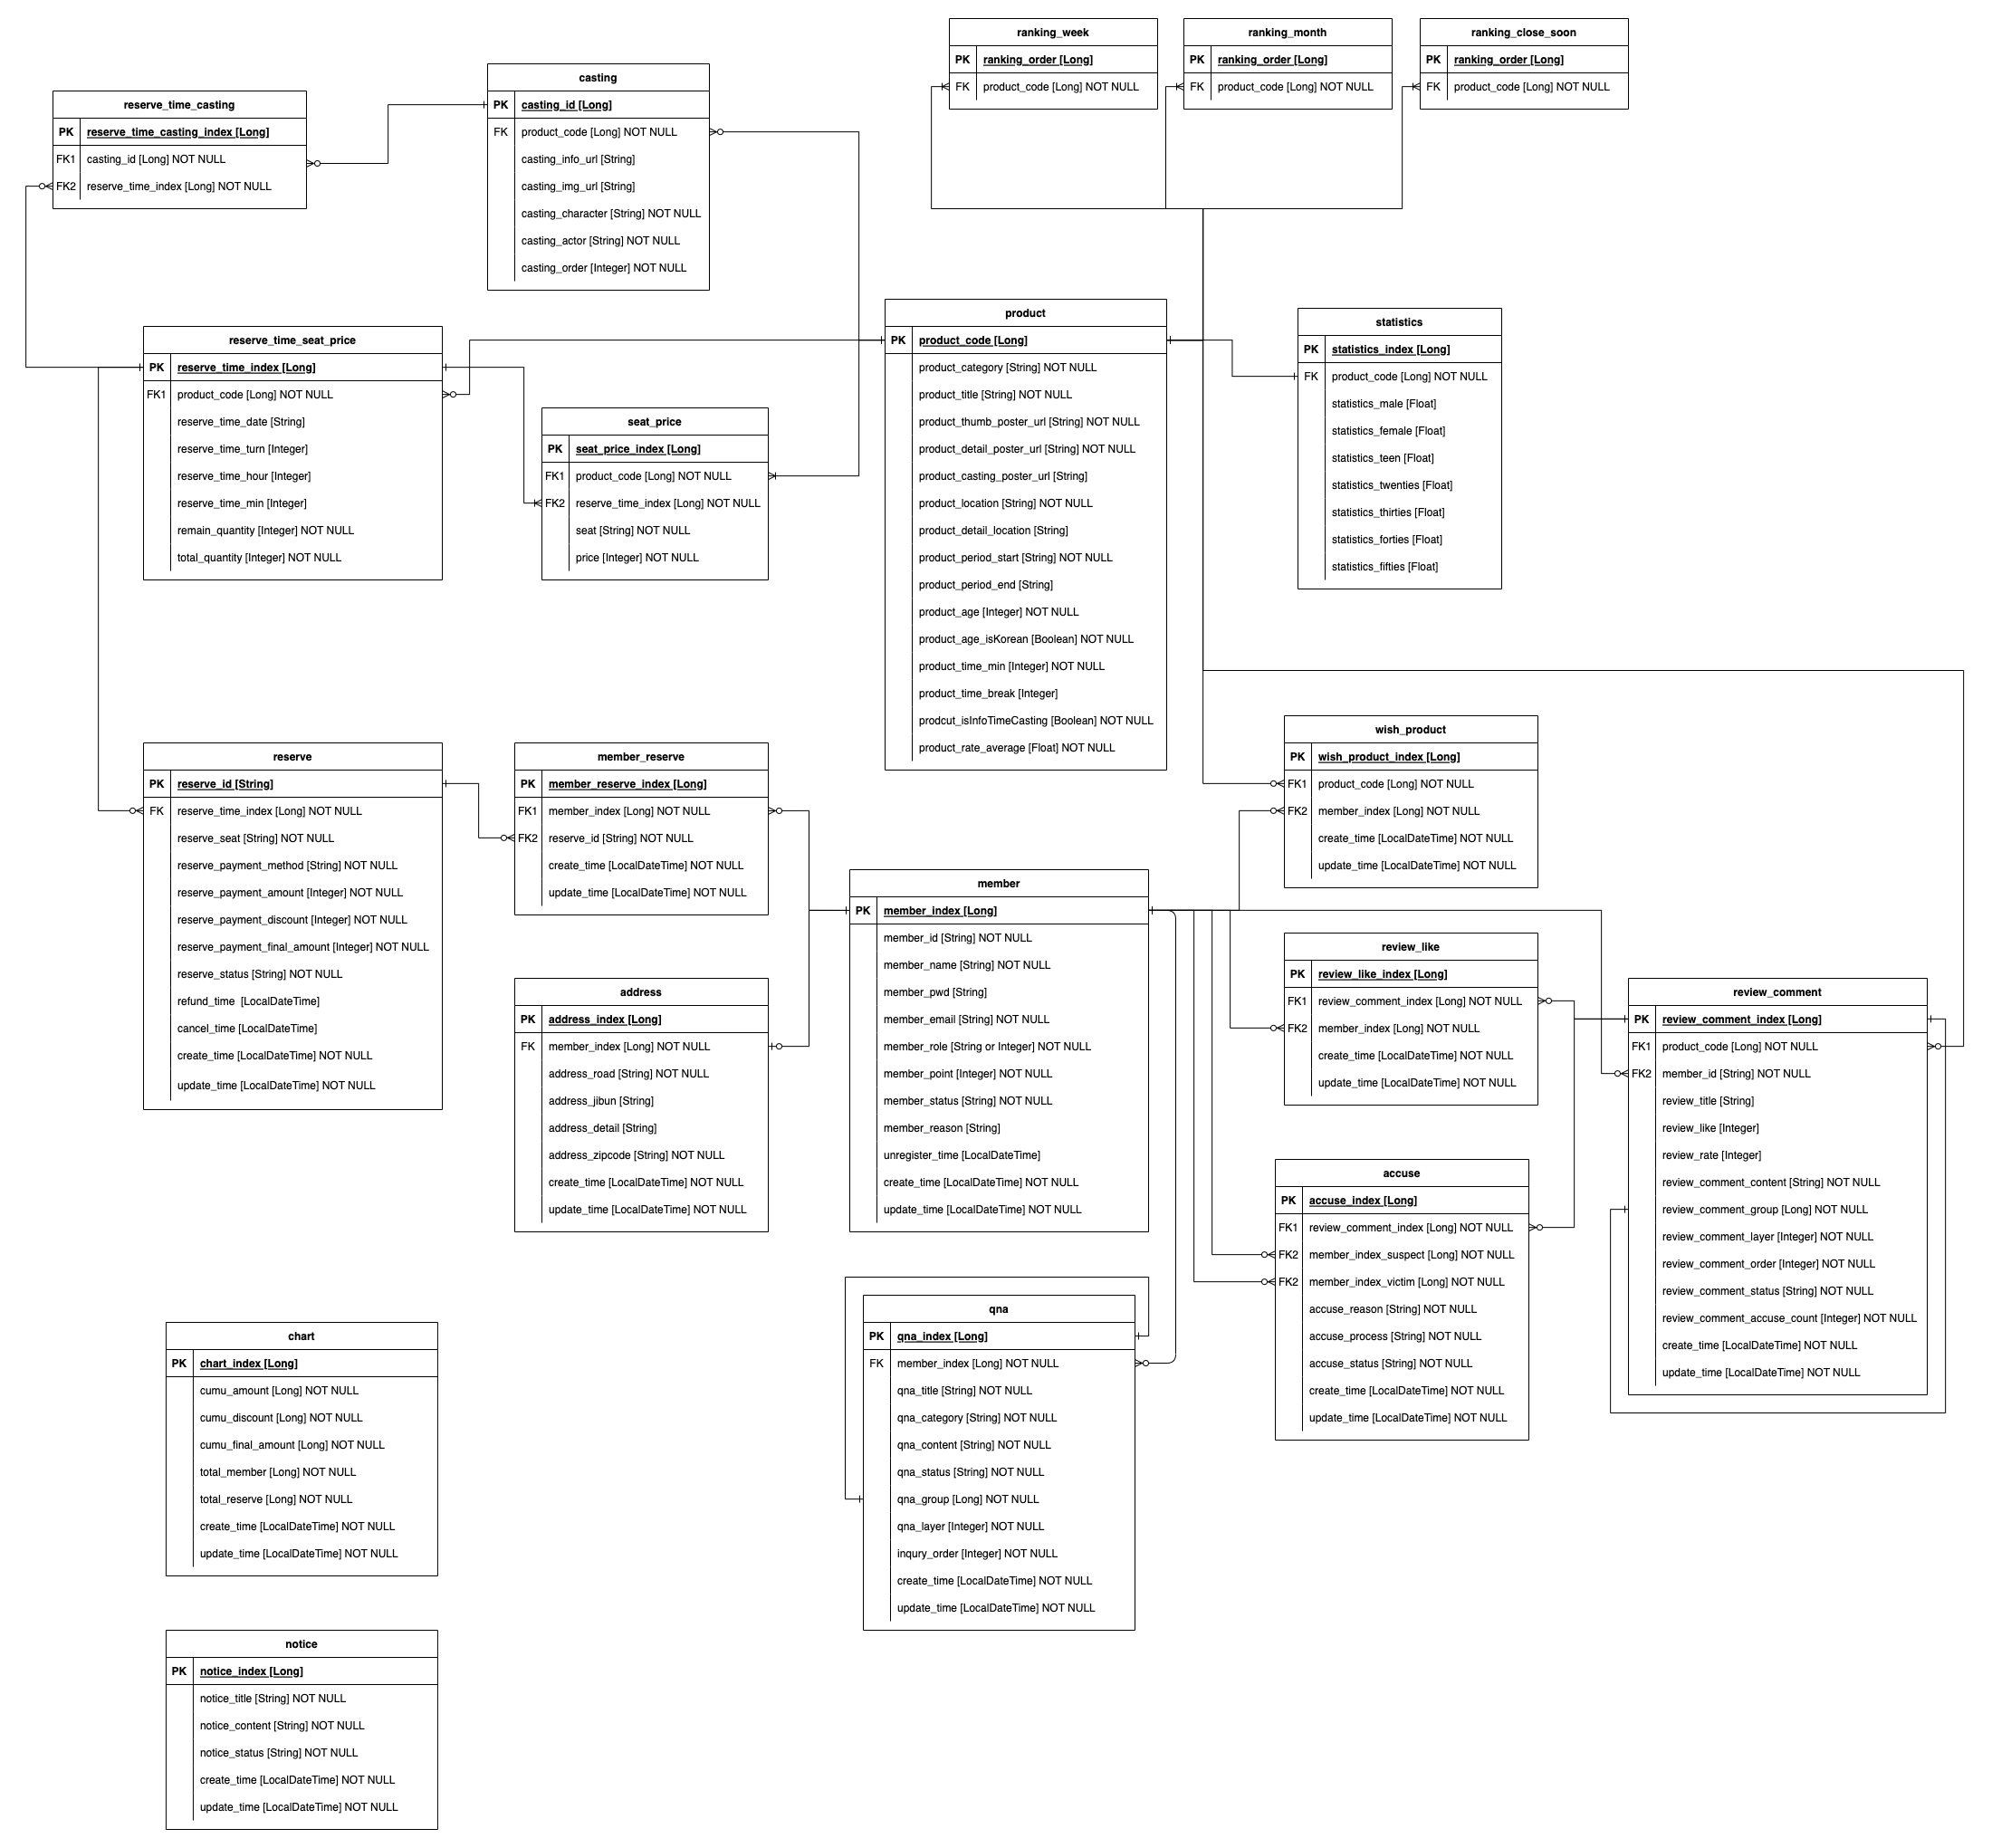 ranking_week
PK ranking_order [Long]
FK product_code [Long] NOT NULL
ranking_month
PK ranking_order [Long]
FK product_code [Long] NOT NULL
ranking_close_soon
PK ranking_order [Long]
FK product_code [Long] NOT NULL
casting
PK casting_id [Long]
FK product_code [Long] NOT NULL
casting_info_url [String]
casting_img_url [String]
casting_character [String] NOT NULL
casting_actor [String] NOT NULL
casting_order [Integer] NOT NULL
reserve_time_casting
PK reserve_time_casting_index [Long]
FK1 casting_id [Long] NOT NULL
FK2 reserve_time_index [Long] NOT NULL
reserve_time_seat_price
PK reserve_time_index [Long]
FK1 product_code [Long] NOT NULL
reserve_time_date [String]
reserve_time_turn [Integer]
reserve_time_hour [Integer]
reserve_time_min [Integer]
remain_quantity [Integer] NOT NULL
total_quantity [Integer] NOT NULL
seat_price
PK seat_price_index [Long]
FK1 product_code [Long] NOT NULL
FK2 reserve_time_index [Long] NOT NULL
seat [String] NOT NULL
price [Integer] NOT NULL
product
PK product_code [Long]
product_category [String] NOT NULL
product_title [String] NOT NULL
product_thumb_poster_url [String] NOT NULL
product_detail_poster_url [String] NOT NULL
product_casting_poster_url [String]
product_location [String] NOT NULL
product_detail_location [String]
product_period_start [String] NOT NULL
product_period_end [String]
product_age [Integer] NOT NULL
product_age_isKorean [Boolean] NOT NULL
product_time_min [Integer] NOT NULL
product_time_break [Integer]
prodcut_isInfoTimeCasting [Boolean] NOT NULL
product_rate_average [Float] NOT NULL
statistics
PK statistics_index [Long]
FK product_code [Long] NOT NULL
statistics_male [Float]
statistics_female [Float]
statistics_teen [Float]
statistics_twenties [Float]
statistics_thirties [Float]
statistics_forties [Float]
statistics_fifties [Float]
reserve
PK reserve_id [String]
FK reserve_time_index [Long] NOT NULL
reserve_seat [String] NOT NULL
reserve_payment_method [String] NOT NULL
reserve_payment_amount [Integer] NOT NULL
reserve_payment_discount [Integer] NOT NULL
reserve_payment_final_amount [Integer] NOT NULL
reserve_status [String] NOT NULL
refund_time [LocalDateTime]
cancel_time [LocalDateTime]
create_time [LocalDateTime] NOT NULL
update_time [LocalDateTime] NOT NULL
member_reserve
PK member_reserve_index [Long]
FK1 member_index [Long] NOT NULL
FK2 reserve_id [String] NOT NULL
create_time [LocalDateTime] NOT NULL
update_time [LocalDateTime] NOT NULL
address
PK address_index [Long]
FK member_index [Long] NOT NULL
address_road [String] NOT NULL
address_jibun [String]
address_detail [String]
address_zipcode [String] NOT NULL
create_time [LocalDateTime] NOT NULL
update_time [LocalDateTime] NOT NULL
member
PK member_index [Long]
member_id [String] NOT NULL
member_name [String] NOT NULL
member_pwd [String]
member_email [String] NOT NULL
member_role [String or Integer] NOT NULL
member_point [Integer] NOT NULL
member_status [String] NOT NULL
member_reason [String]
unregister_time [LocalDateTime]
create_time [LocalDateTime] NOT NULL
update_time [LocalDateTime] NOT NULL
wish_product
PK wish_product_index [Long]
FK1 product_code [Long] NOT NULL
FK2 member_index [Long] NOT NULL
create_time [LocalDateTime] NOT NULL
update_time [LocalDateTime] NOT NULL
review_like
PK review_like_index [Long]
FK1 review_comment_index [Long] NOT NULL
FK2 member_index [Long] NOT NULL
create_time [LocalDateTime] NOT NULL
update_time [LocalDateTime] NOT NULL
review_comment
PK review_comment_index [Long]
FK1 product_code [Long] NOT NULL
FK2 member_id [String] NOT NULL
review_title [String]
review_like [Integer]
review_rate [Integer]
review_comment_content [String] NOT NULL
review_comment_group [Long] NOT NULL
review_comment_layer [Integer] NOT NULL
review_comment_order [Integer] NOT NULL
review_comment_status [String] NOT NULL
review_comment_accuse_count [Integer] NOT NULL
create_time [LocalDateTime] NOT NULL
update_time [LocalDateTime] NOT NULL
accuse
PK accuse_index [Long]
FK1 review_comment_index [Long] NOT NULL
FK2 member_index_suspect [Long] NOT NULL
FK2 member_index_victim [Long] NOT NULL
accuse_reason [String] NOT NULL
accuse_process [String] NOT NULL
accuse_status [String] NOT NULL
create_time [LocalDateTime] NOT NULL
update_time [LocalDateTime] NOT NULL
qna
PK qna_index [Long]
FK member_index [Long] NOT NULL
qna_title [String] NOT NULL
qna_category [String] NOT NULL
qna_content [String] NOT NULL
qna_status [String] NOT NULL
qna_group [Long] NOT NULL
qna_layer [Integer] NOT NULL
inqury_order [Integer] NOT NULL
create_time [LocalDateTime] NOT NULL
update_time [LocalDateTime] NOT NULL
chart
PK chart_index [Long]
cumu_amount [Long] NOT NULL
cumu_discount [Long] NOT NULL
cumu_final_amount [Long] NOT NULL
total_member [Long] NOT NULL
total_reserve [Long] NOT NULL
create_time [LocalDateTime] NOT NULL
update_time [LocalDateTime] NOT NULL
notice
PK notice_index [Long]
notice_title [String] NOT NULL
notice_content [String] NOT NULL
notice_status [String] NOT NULL
create_time [LocalDateTime] NOT NULL
update_time [LocalDateTime] NOT NULL